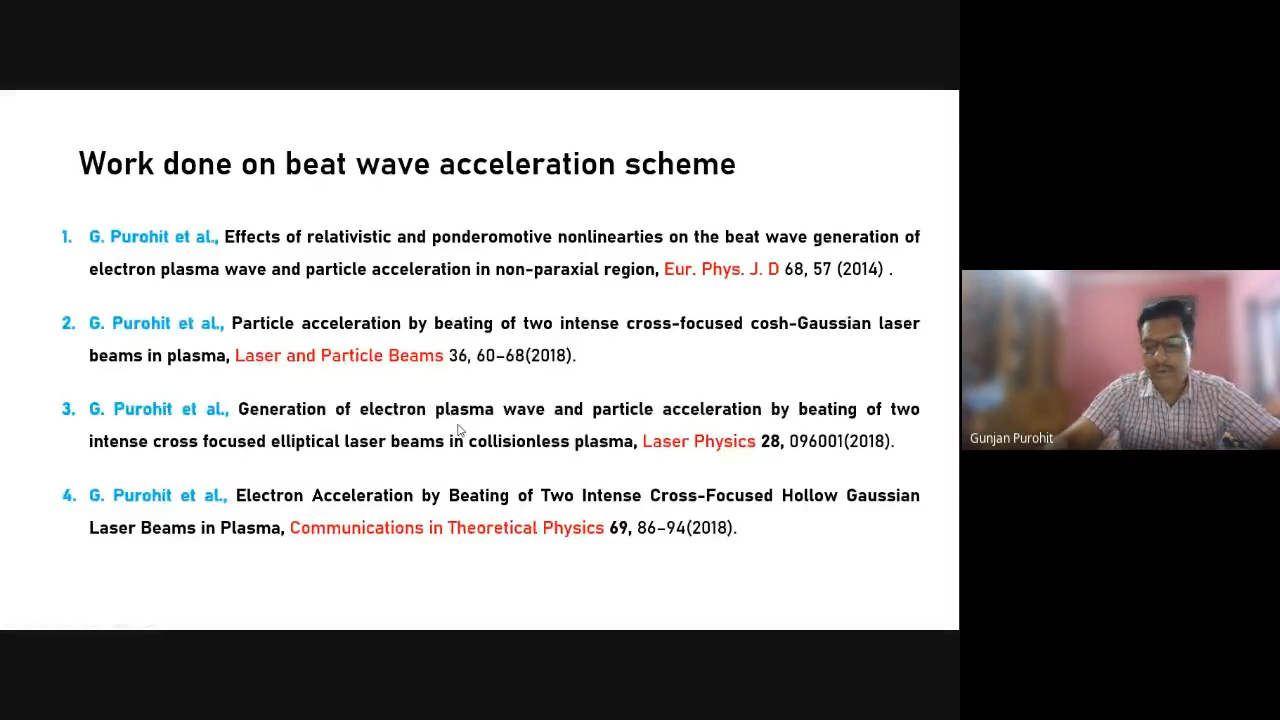 Work done on beat wave acceleration scheme
1. G. Purohit et al., Effects of relativistic and ponderomotive nonlinearties on the beat wave generation of
electron plasma wave and particle acceleration in non-paraxial region, Eur. Phys. J. D 68, 57 (2014) .
2. G. Purohit et al., Particle acceleration by beating of two intense cross-focused cosh-Gaussian laser
beams in plasma, Laser and Particle Beams 36, 60–68(2018).
3. G. Purohit et al., Generation of electron plasma wave and particle acceleration by beating of two
intense cross focused elliptical laser beams in collisionless plasma, Laser Physics 28, 096001(2018).
4. G. Purohit et al., Electron Acceleration by Beating of Two Intense Cross-Focused Hollow Gaussian
Laser Beams in Plasma, Communications in Theoretical Physics 69, 86–94(2018).
Gunjan Purohit